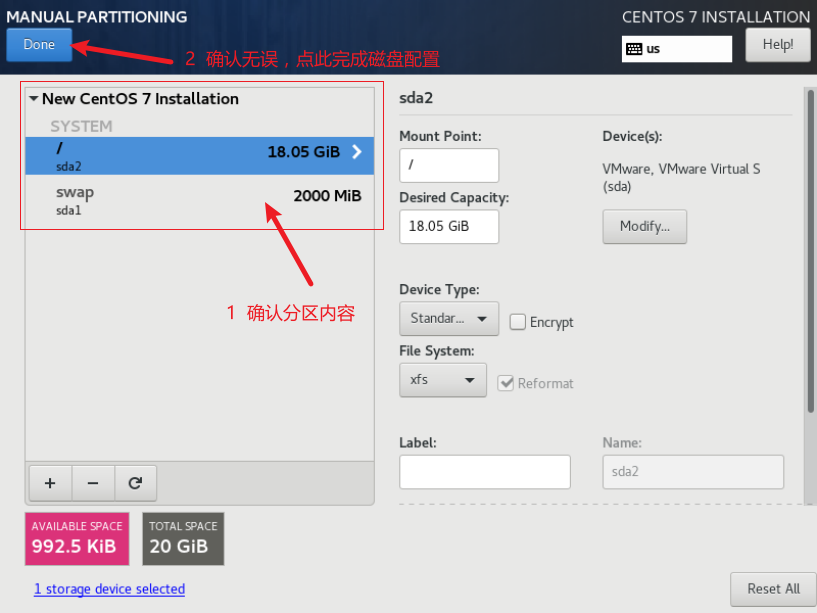 MANUAL PARTITIONING
CENTOS 7 INSTALLATION
Done
us
Help!
2 确认无误，点此完成磁盘配置
New CentOS 7 Installation
SYSTEM
/
18.05 GiB
sda2
swap
2000 MiB
sda1
1 确认分区内容
sda2
Mount Point:
Device(s):
/
VMware, VMware Virtual S
(sda)
Desired Capacity:
18.05 GiB
Modify...
Device Type:
Standar...
Encrypt
File System:
xfs
Reformat
Label:
Name:
sda2
+
−
AVAILABLE SPACE
992.5 KiB
TOTAL SPACE
20 GiB
1 storage device selected
Reset All